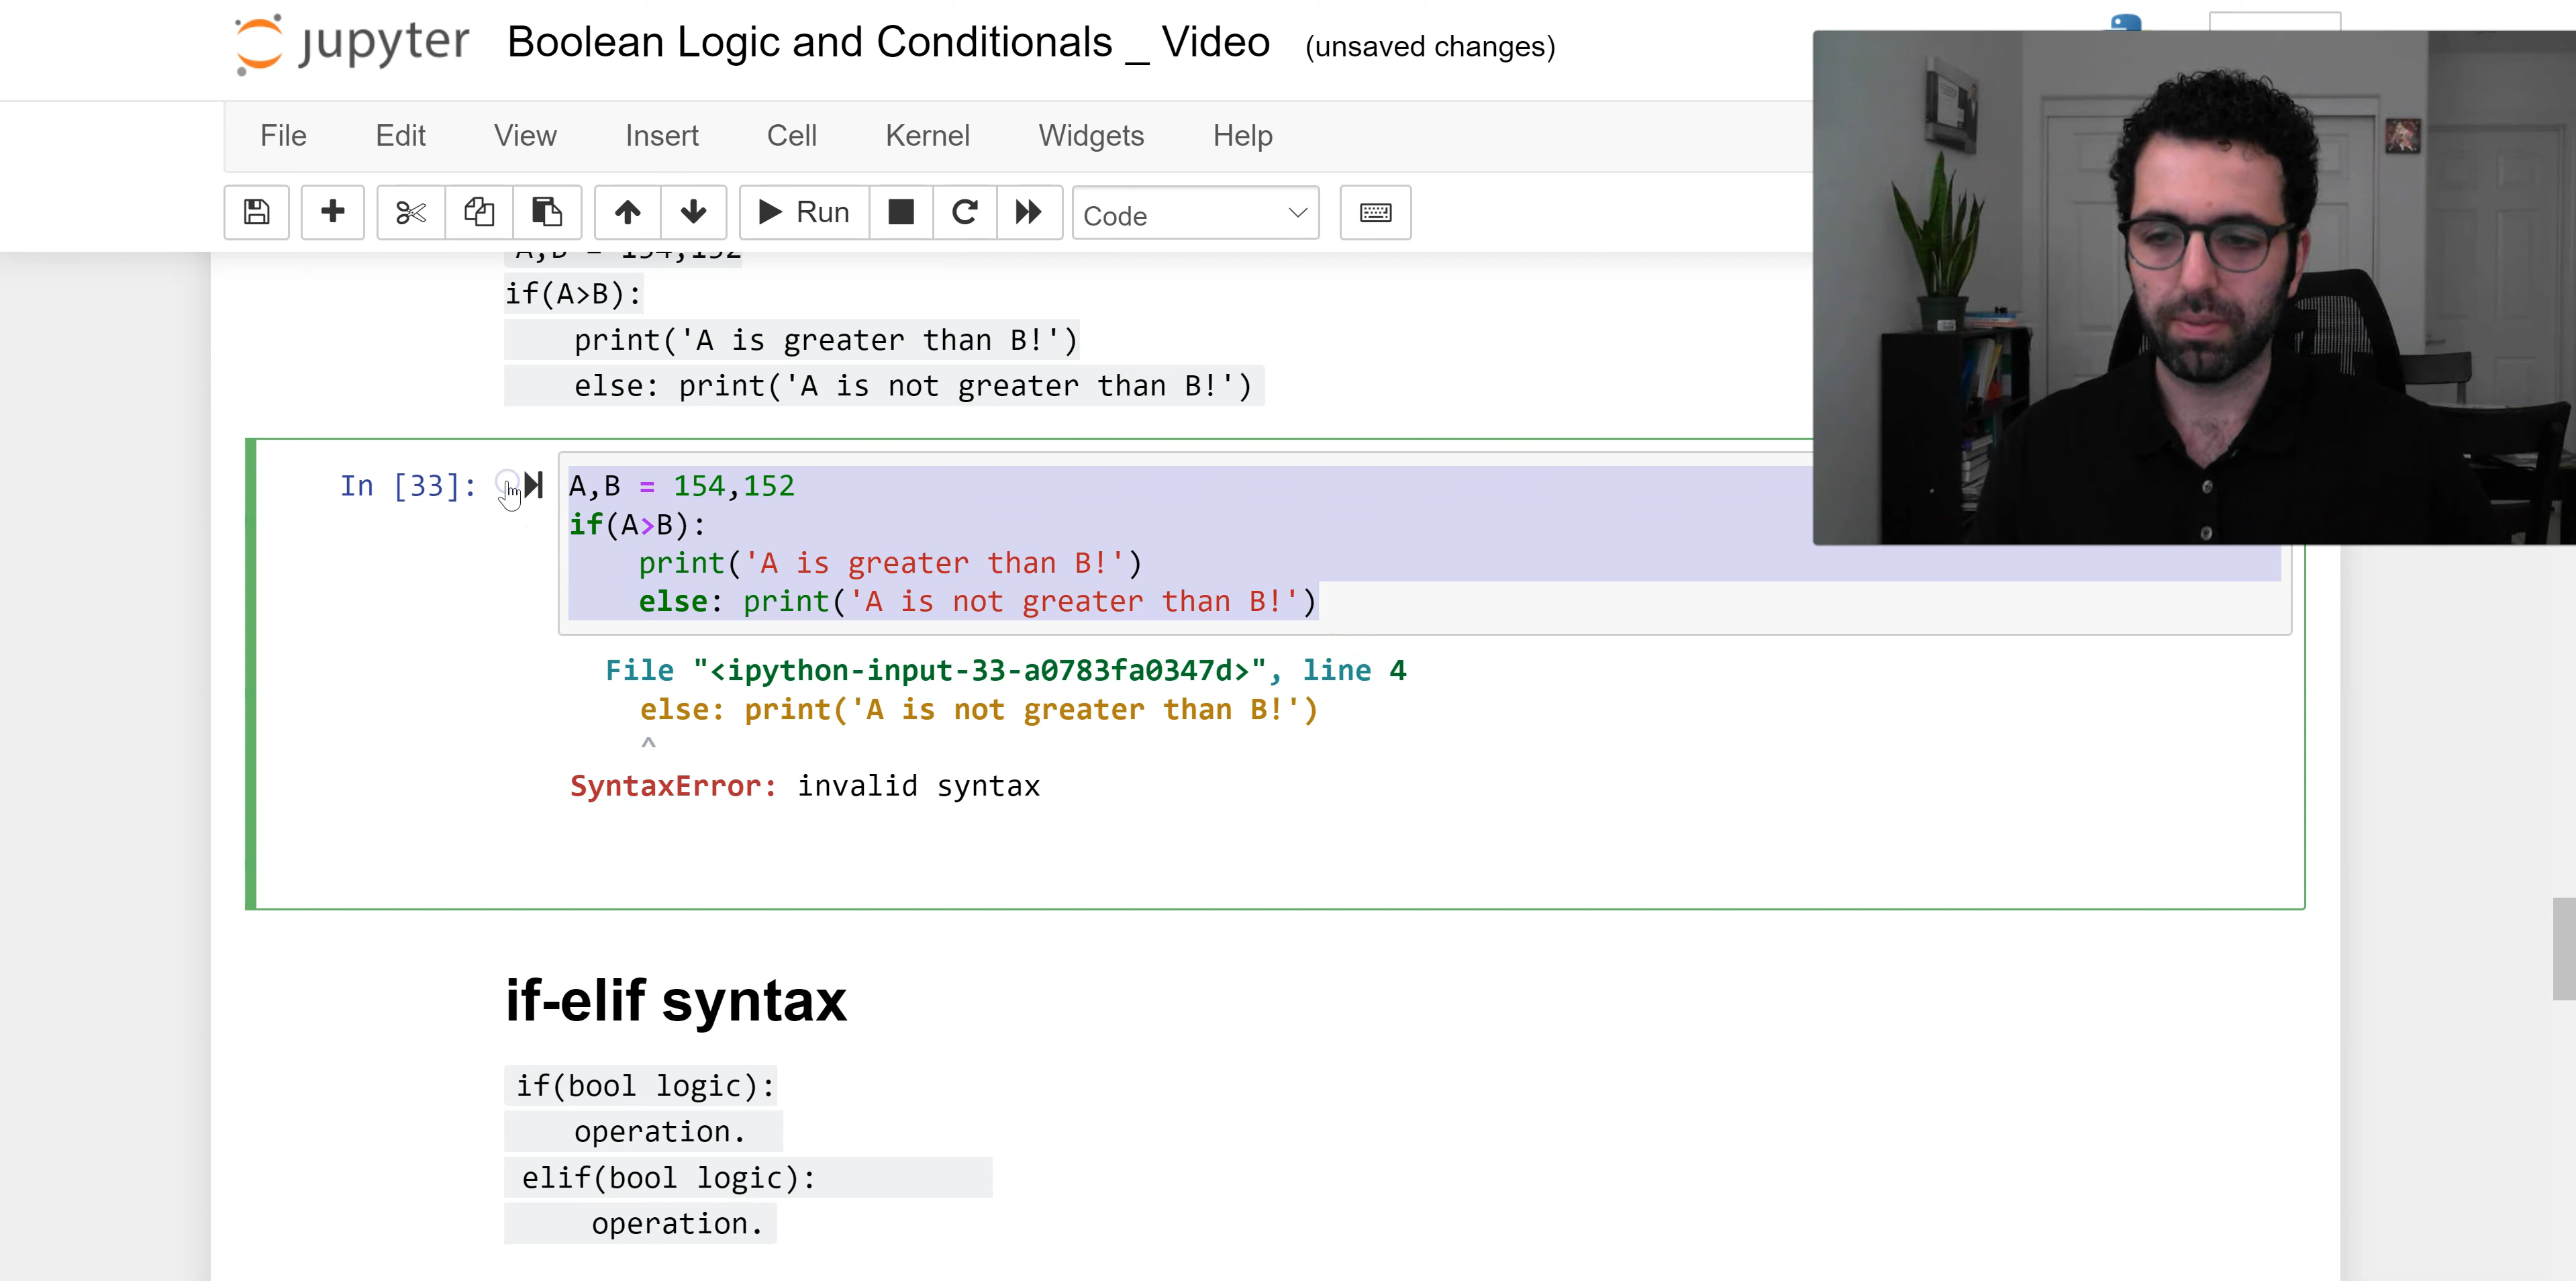 jupyter Boolean Logic and Conditionals _ Video (unsaved changes)
File Edit View Insert Cell Kernel Widgets Help
Run Code
A,B = 154,152
if(A>B):
print('A is greater than B!')
else: print('A is not greater than B!')
In [33]:
A,B = 154,152
if(A>B):
print('A is greater than B!')
else: print('A is not greater than B!')
File "<ipython-input-33-a0783fa0347d>", line 4
else: print('A is not greater than B!')
^
SyntaxError: invalid syntax
if-elif syntax
if(bool logic):
operation.
elif(bool logic):
operation.